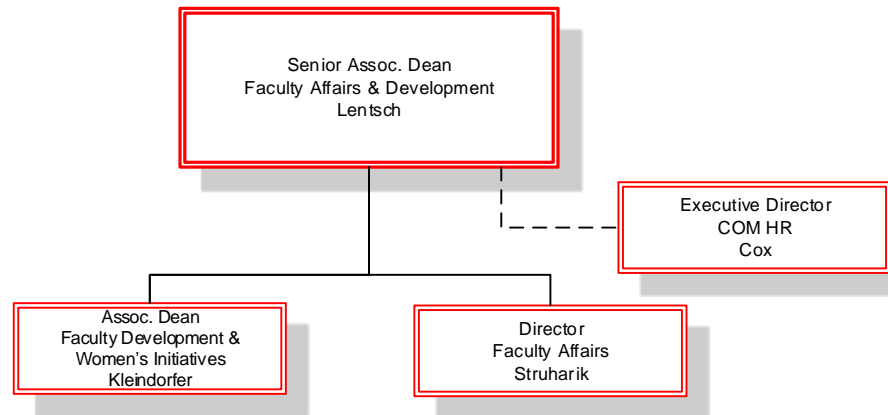 Senior Assoc. Dean
Faculty Affairs & Development
Lentsch
Executive Director
COM HR
Cox
Assoc. Dean
Faculty Development &
Women's Initiatives
Kleindorfer
Director
Faculty Affairs
Struharik